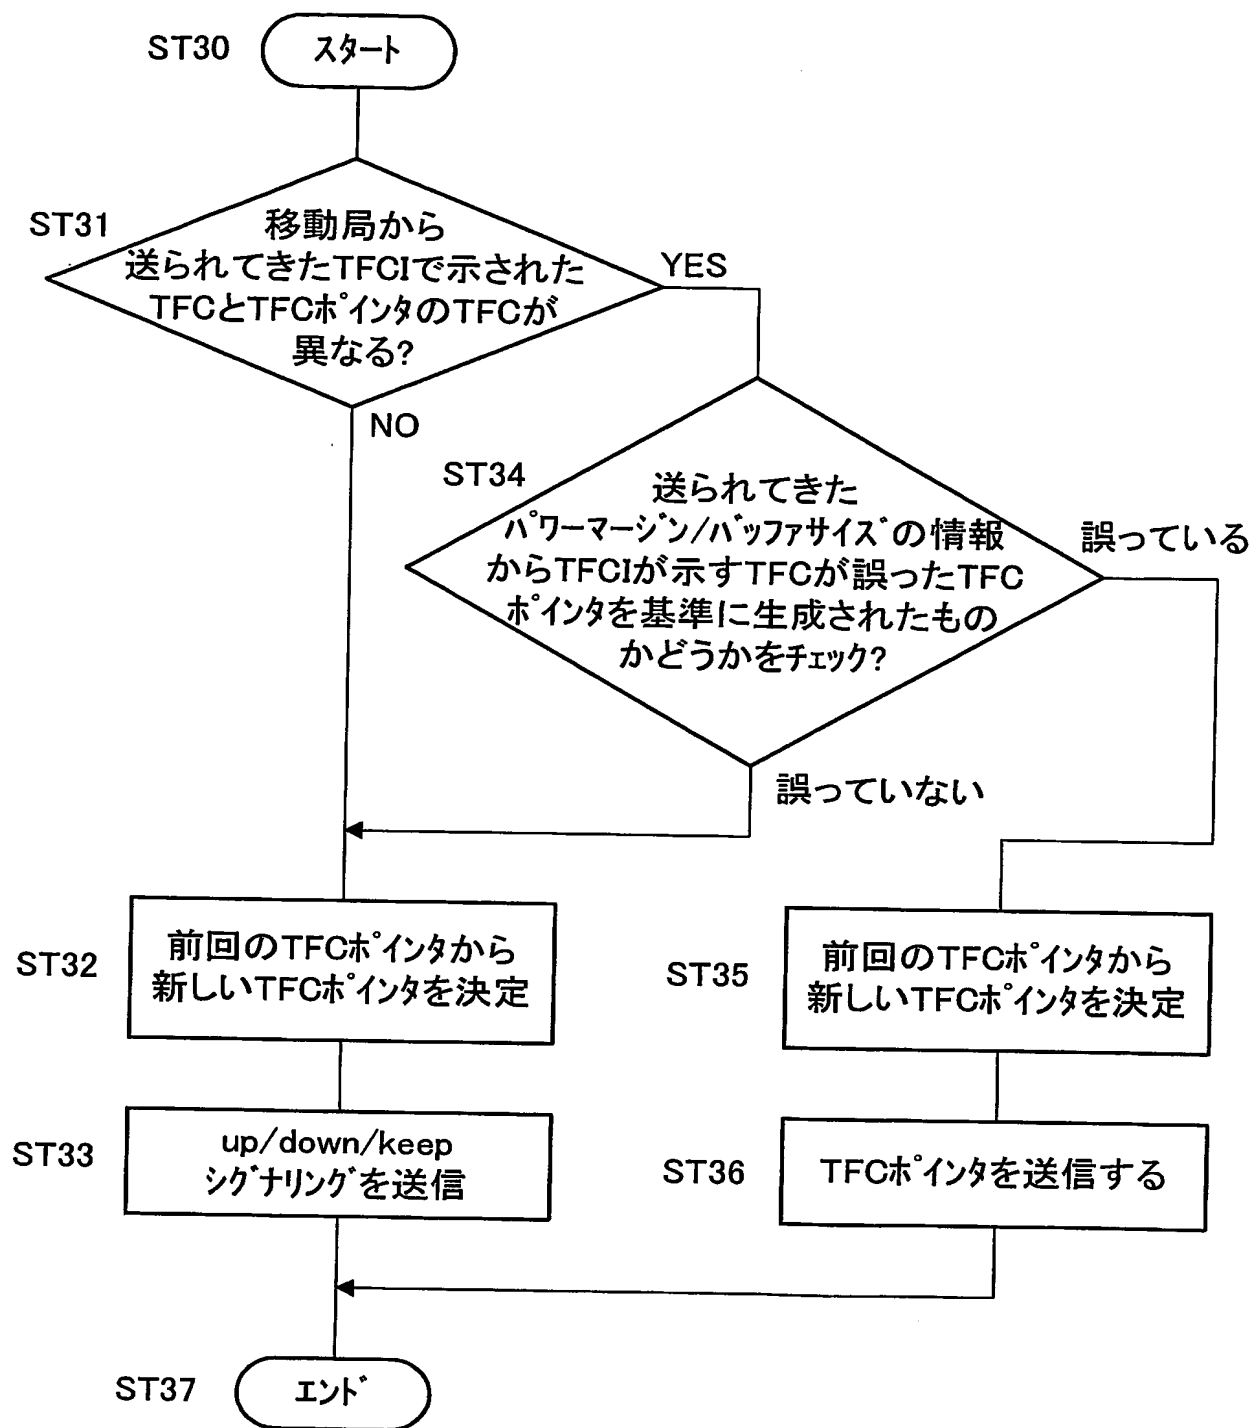 ST30
スタート
ST31
移動局から
送られてきたTFCIで示された
TFCとTFCﾎﾟｲﾝﾀのTFCが
異なる?
YES
NO
ST34
送られてきた
ﾊﾟﾜｰﾏｰｼﾞﾝ/ﾊﾞｯﾌｧｻｲｽﾞの情報
からTFCIが示すTFCが誤ったTFC
ﾎﾟｲﾝﾀを基準に生成されたもの
かどうかをﾁｪｯｸ?
誤っている
誤っていない
ST32
前回のTFCﾎﾟｲﾝﾀから
新しいTFCﾎﾟｲﾝﾀを決定
ST35
前回のTFCﾎﾟｲﾝﾀから
新しいTFCﾎﾟｲﾝﾀを決定
ST33
up/down/keep
ｼｸﾞﾅﾘﾝｸﾞを送信
ST36
TFCﾎﾟｲﾝﾀを送信する
ST37
ｴﾝﾄﾞ